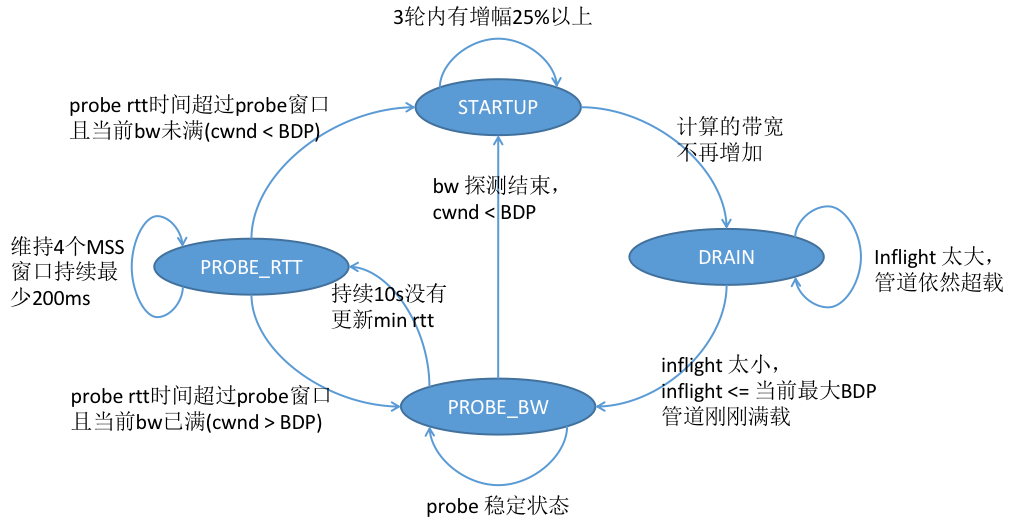 3轮内有增幅25%以上
probe rtt时间超过probe窗口
且当前bw未满(cwnd < BDP)
STARTUP
计算的带宽
不再增加
bw 探测结束，
cwnd < BDP
维持4个MSS
窗口持续最
少200ms
PROBE_RTT
DRAIN
Inflight 太大，
管道依然超载
持续10s没有
更新min rtt
probe rtt时间超过probe窗口
且当前bw已满(cwnd > BDP)
PROBE_BW
inflight 太小，
inflight <= 当前最大BDP
管道刚刚满载
probe 稳定状态